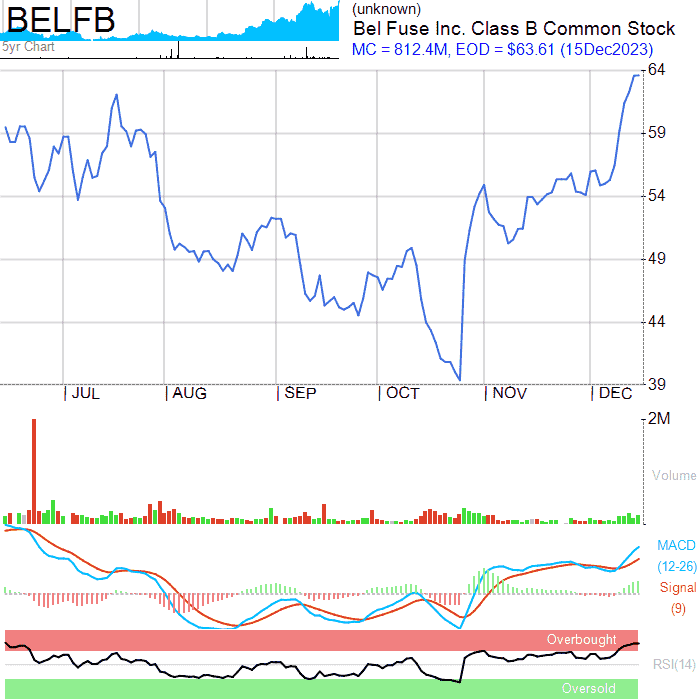 BELFB
5yr Chart
(unknown)
Bel Fuse Inc. Class B Common Stock
MC = 812.4M, EOD = $63.61 (15Dec2023)
64
59
54
49
44
39
JUL
AUG
SEP
OCT
NOV
DEC
2M
Volume
MACD
(12-26)
Signal
(9)
Overbought
RSI(14)
Oversold